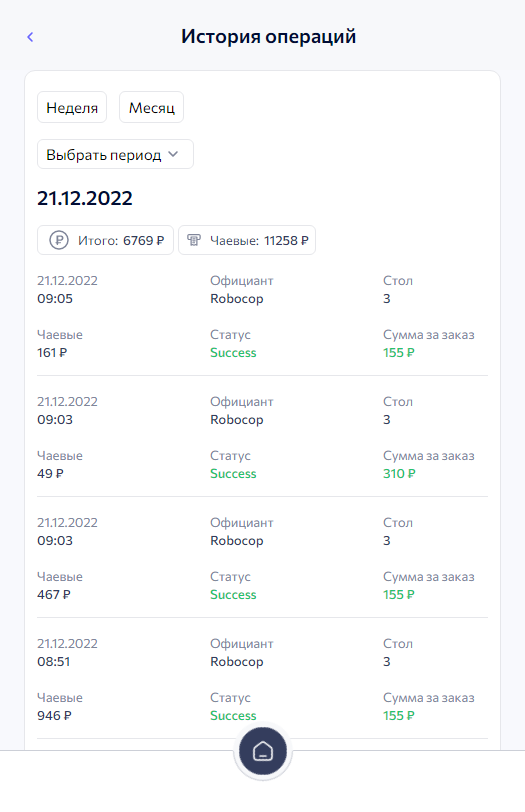 История операций
Неделя Месяц
Выбрать период
21.12.2022
Итого: 6769 ₽ Чаевые: 11258 ₽
21.12.2022 Официант Стол
09:05 Robocop 3
Чаевые Статус Сумма за заказ
161 ₽ Success 155 ₽
21.12.2022 Официант Стол
09:03 Robocop 3
Чаевые Статус Сумма за заказ
49 ₽ Success 310 ₽
21.12.2022 Официант Стол
09:03 Robocop 3
Чаевые Статус Сумма за заказ
467 ₽ Success 155 ₽
21.12.2022 Официант Стол
08:51 Robocop 3
Чаевые Статус Сумма за заказ
946 ₽ Success 155 ₽